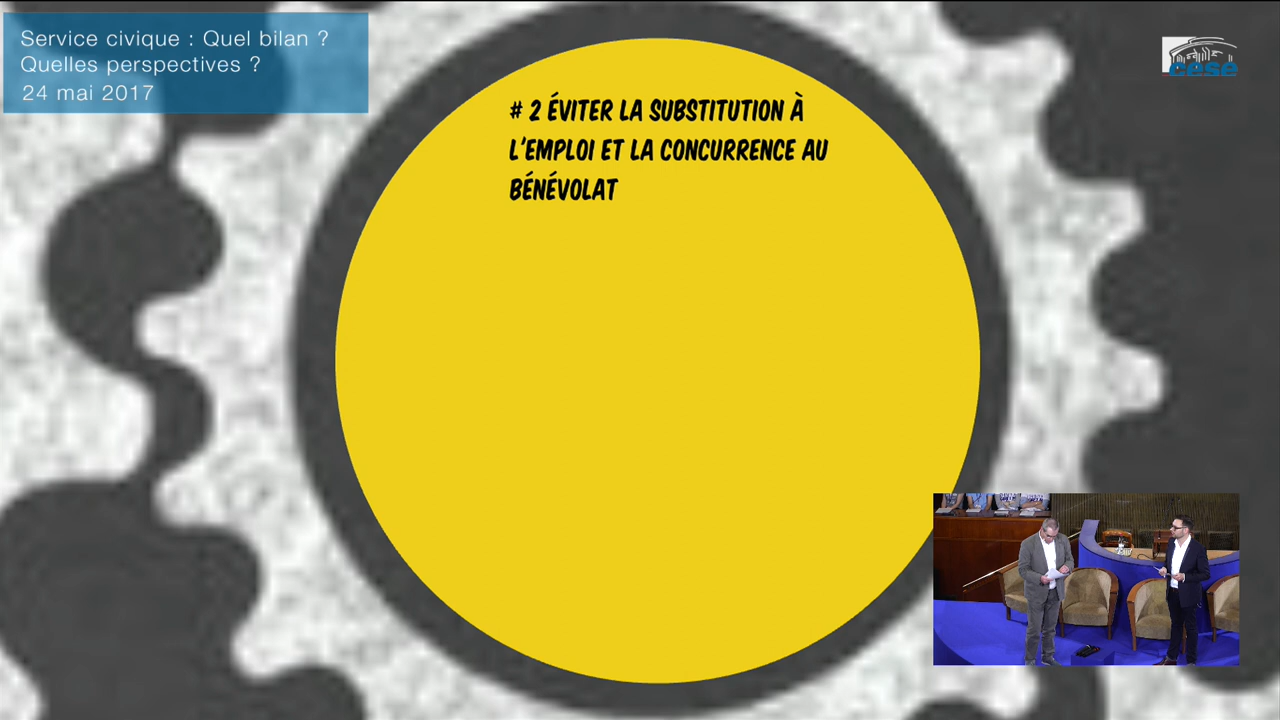 Service civique : Quel bilan ?
Quelles perspectives ?
24 mai 2017
cese
# 2 ÉVITER LA SUBSTITUTION À
L'EMPLOI ET LA CONCURRENCE AU
BÉNÉVOLAT